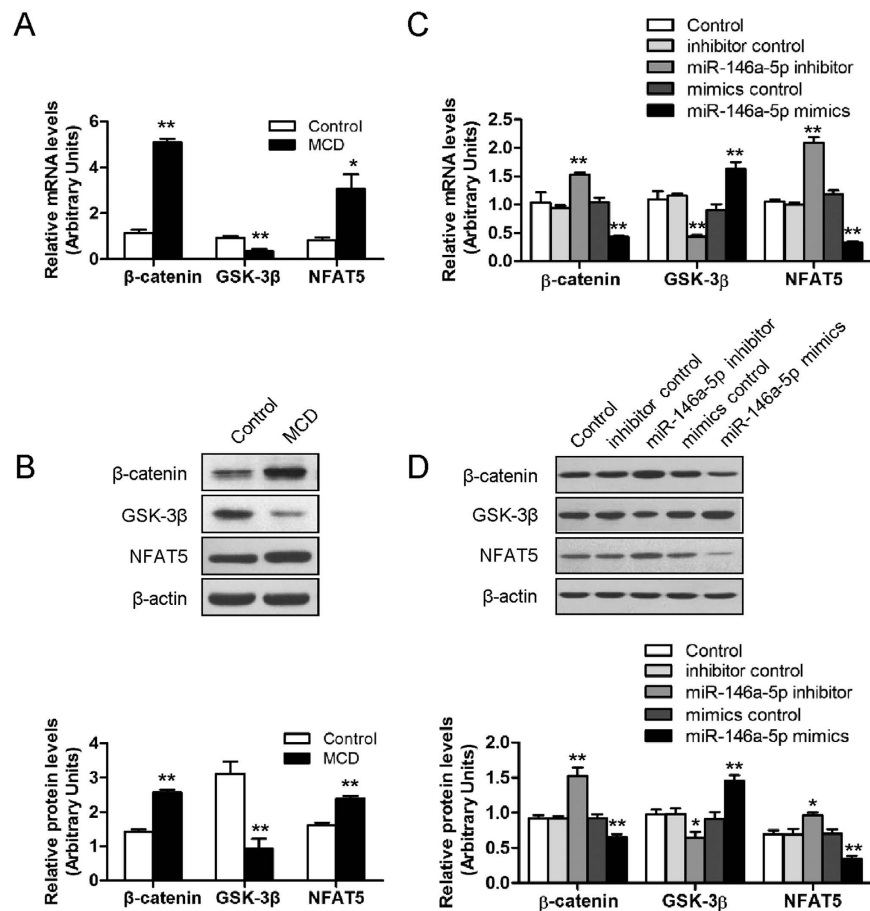 A
Relative mRNA levels
(Arbitrary Units)
6
4
2
0
Control
MCD
**
**
*
β-catenin
GSK-3β
NFAT5
C
Control
inhibitor control
miR-146a-5p inhibitor
mimics control
miR-146a-5p mimics
Relative mRNA levels
(Arbitrary Units)
2.5
2.0
1.5
1.0
0.5
0.0
**
**
**
**
**
**
β-catenin
GSK-3β
NFAT5
B
Control
MCD
β-catenin
GSK-3β
NFAT5
β-actin
Relative protein levels
(Arbitrary Units)
4
3
2
1
0
Control
MCD
**
**
**
β-catenin
GSK-3β
NFAT5
D
Control
inhibitor control
miR-146a-5p inhibitor
mimics control
miR-146a-5p mimics
β-catenin
GSK-3β
NFAT5
β-actin
Control
inhibitor control
miR-146a-5p inhibitor
mimics control
miR-146a-5p mimics
Relative protein levels
(Arbitrary Units)
2.0
1.5
1.0
0.5
0.0
**
**
*
**
*
**
β-catenin
GSK-3β
NFAT5